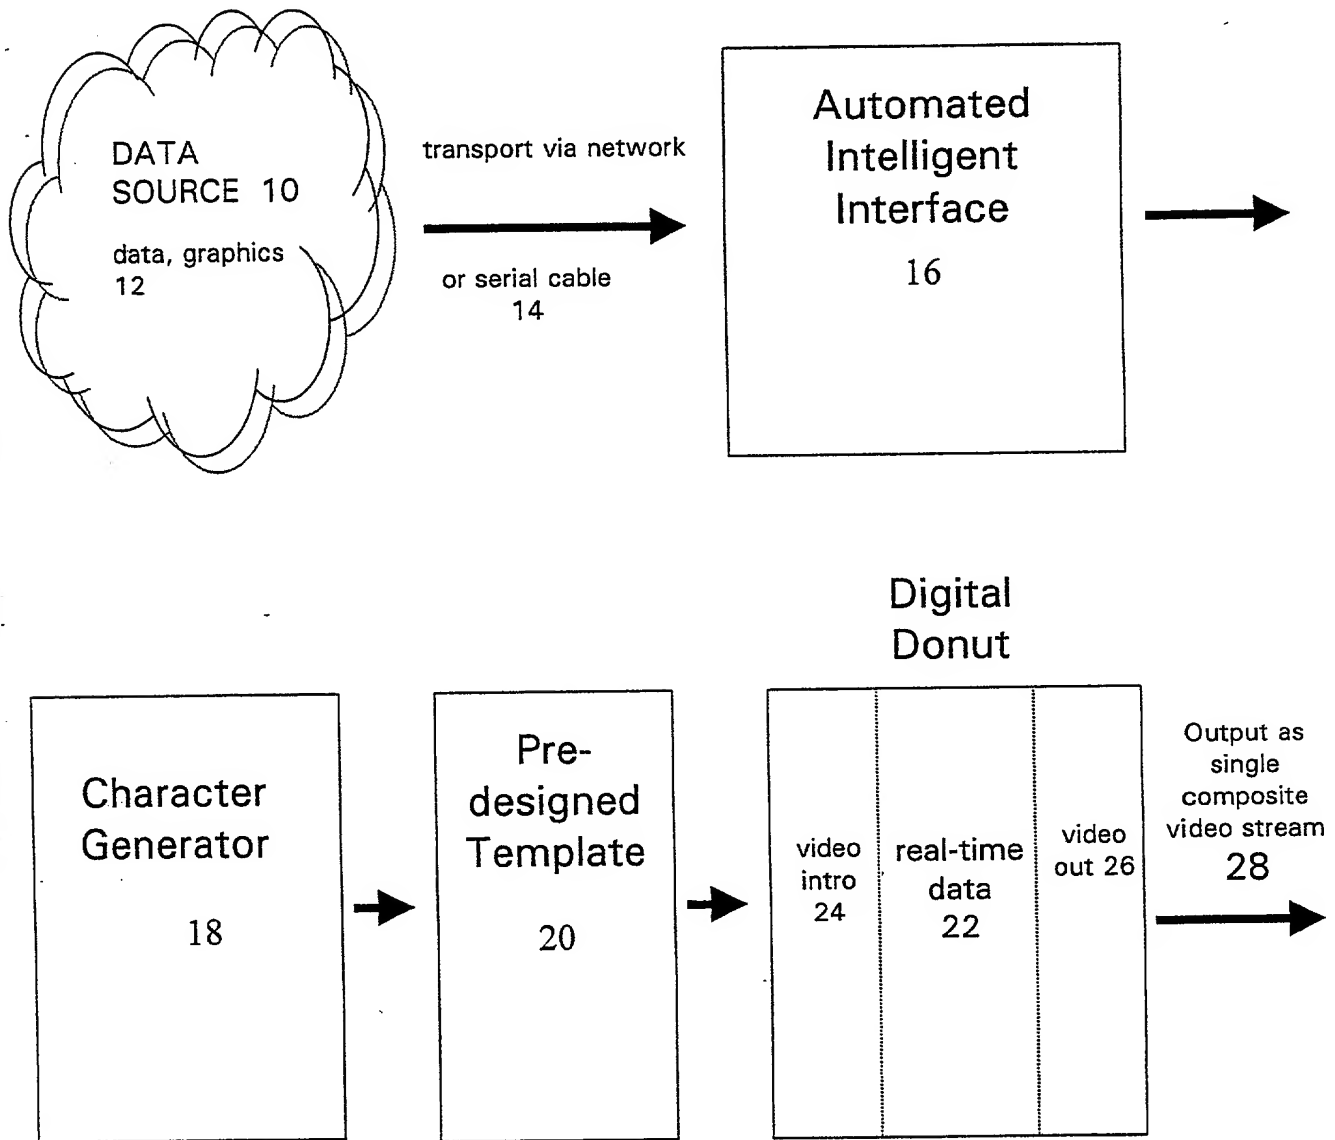 DATA
SOURCE 10
data, graphics
12
transport via network
or serial cable
14
Automated
Intelligent
Interface
16
Character
Generator
18
Pre-
designed
Template
20
Digital
Donut
video
intro
24
real-time
data
22
video
out 26
Output as
single
composite
video stream
28